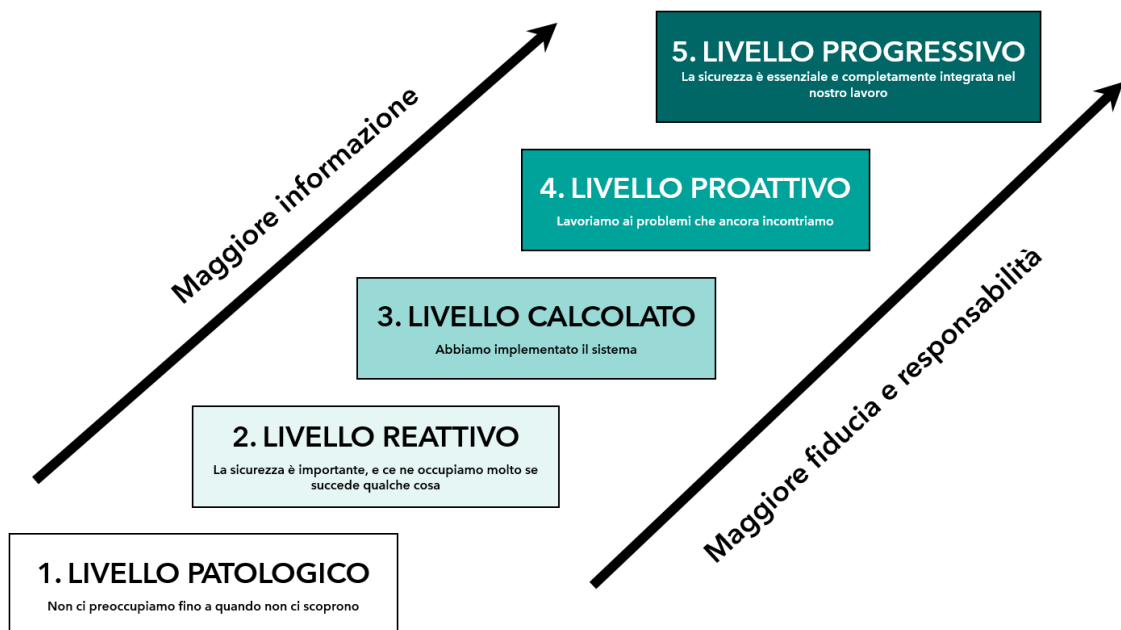 5. LIVELLO PROGRESSIVO
La sicurezza è essenziale e completamente integrata nel
nostro lavoro
Maggiore informazione
4. LIVELLO PROATTIVO
Lavoriamo ai problemi che ancora incontriamo
3. LIVELLO CALCOLATO
Abbiamo implementato il sistema
Maggiore fiducia e responsabilità
2. LIVELLO REATTIVO
La sicurezza è importante, e ce ne occupiamo molto se
succede qualche cosa
1. LIVELLO PATOLOGICO
Non ci preoccupiamo fino a quando non ci scoprono